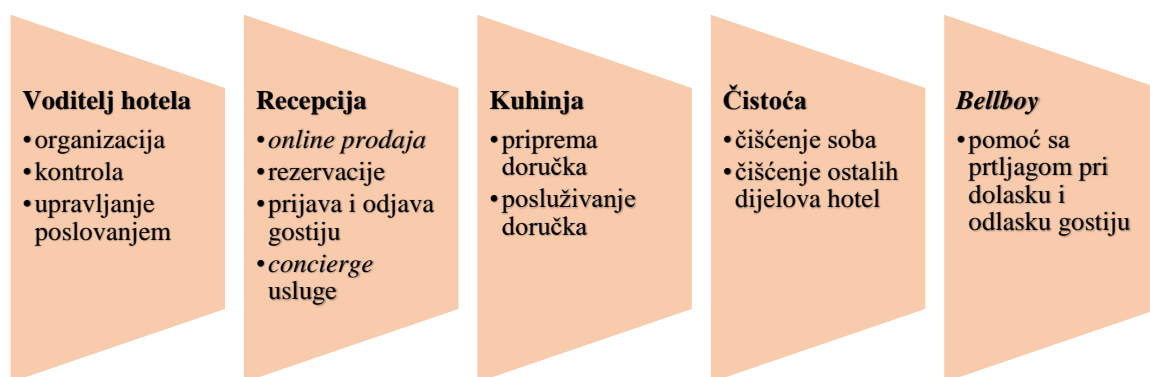 Voditelj hotela
•organizacija
•kontrola
•upravljanje
poslovanjem
Recepcija
•online prodaja
•rezervacije
•prijava i odjava
gostiju
•concierge
usluge
Kuhinja
•priprema
doručka
•posluživanje
doručka
Čistoća
•čišćenje soba
•čišćenje ostalih
dijelova hotel
Bellboy
•pomoć sa
prtljagom pri
dolasku i
odlasku gostiju